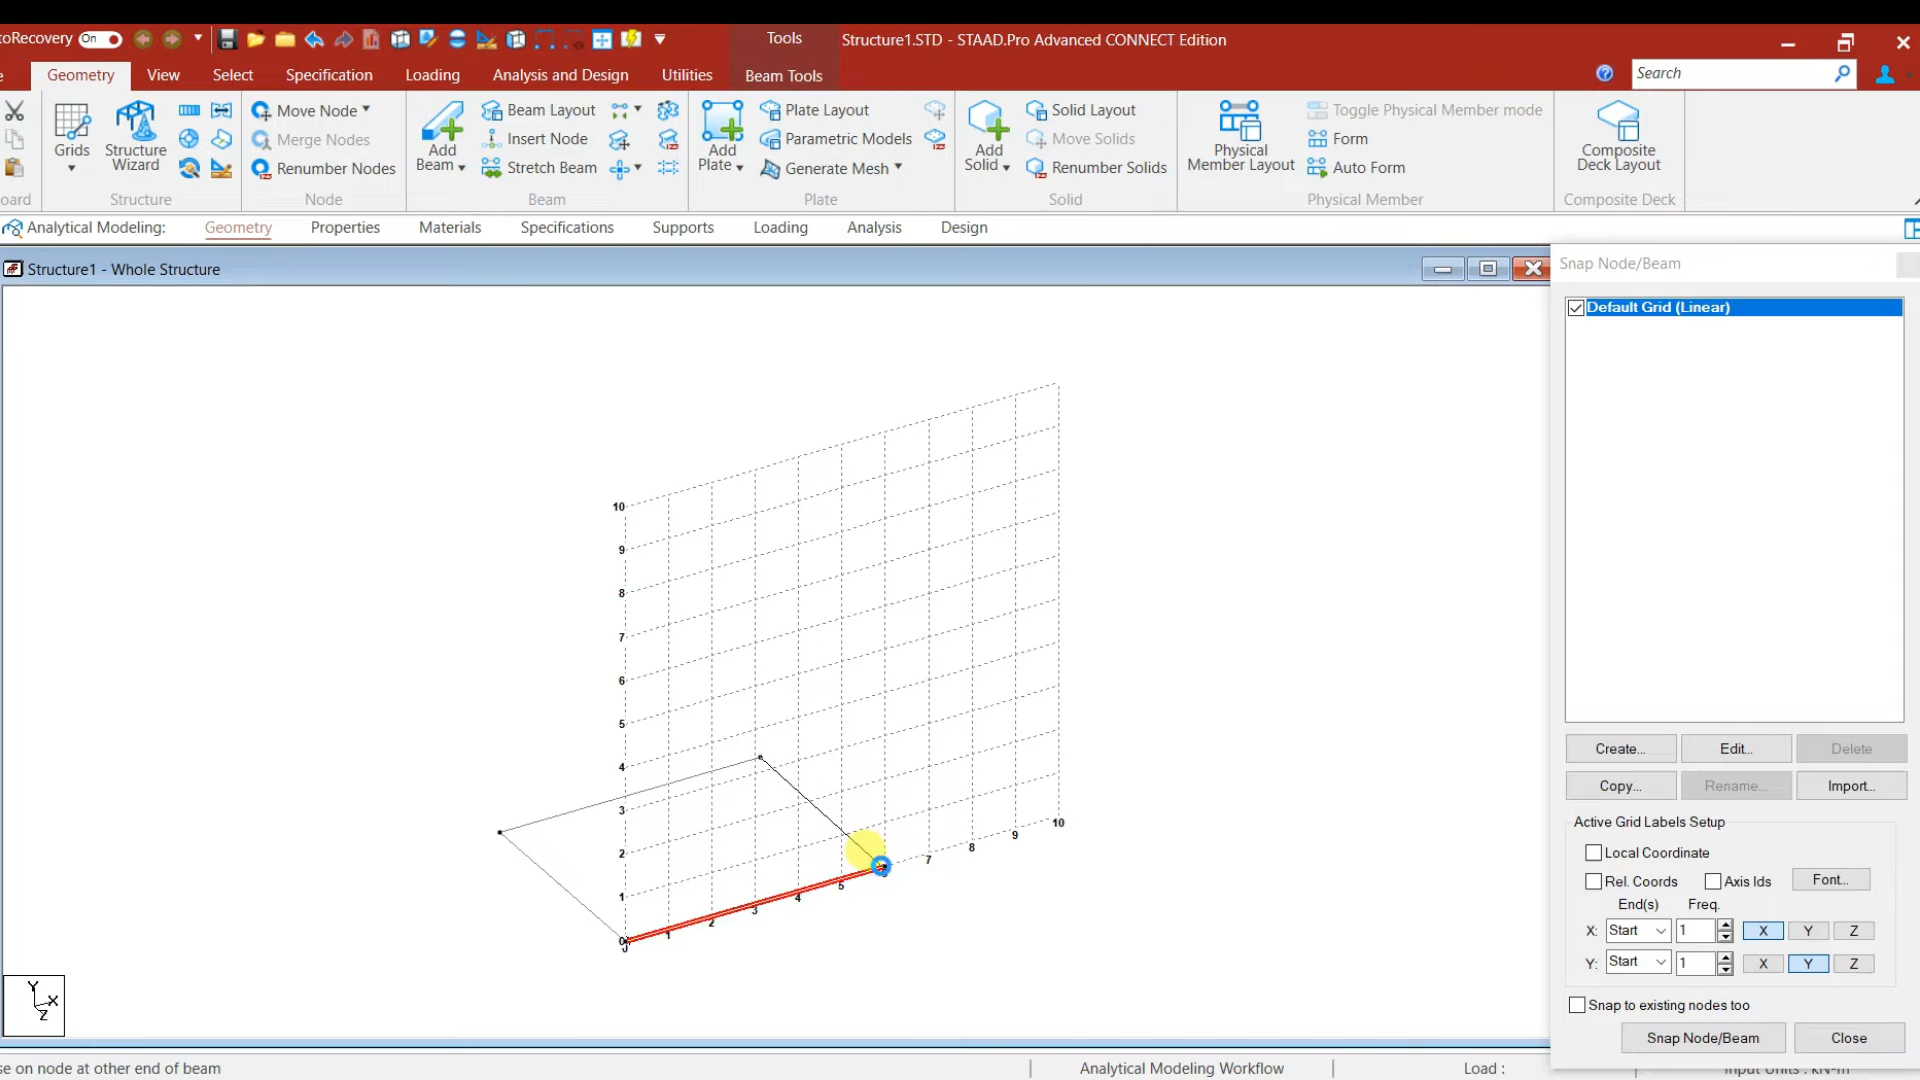 toRecovery On
Tools
Structure1.STD - STAAD.Pro Advanced CONNECT Edition
e Geometry View Select Specification Loading Analysis and Design Utilities Beam Tools
Search
Grids
Structure Wizard
Move Node
Merge Nodes
Renumber Nodes
Add Beam
Beam Layout
Insert Node
Stretch Beam
Add Plate
Plate Layout
Parametric Models
Generate Mesh
Add Solid
Solid Layout
Move Solids
Renumber Solids
Physical Member Layout
Toggle Physical Member mode
Form
Auto Form
Composite Deck Layout
oard Structure Node Beam Plate Solid Physical Member Composite Deck
Analytical Modeling: Geometry Properties Materials Specifications Supports Loading Analysis Design
Structure1 - Whole Structure
Snap Node/Beam
Default Grid (Linear)
10
9
8
7
6
5
4
3
2
1
0
1
2
3
4
5
7
8
9
10
Y
X
Z
Create... Edit... Delete
Copy... Rename... Import...
Active Grid Labels Setup
Local Coordinate
Rel. Coords Axis Ids Font...
End(s) Freq.
X: Start 1 X Y Z
Y: Start 1 X Y Z
Snap to existing nodes too
Snap Node/Beam Close
se on node at other end of beam
Analytical Modeling Workflow
Load :
Input Units : kN-m